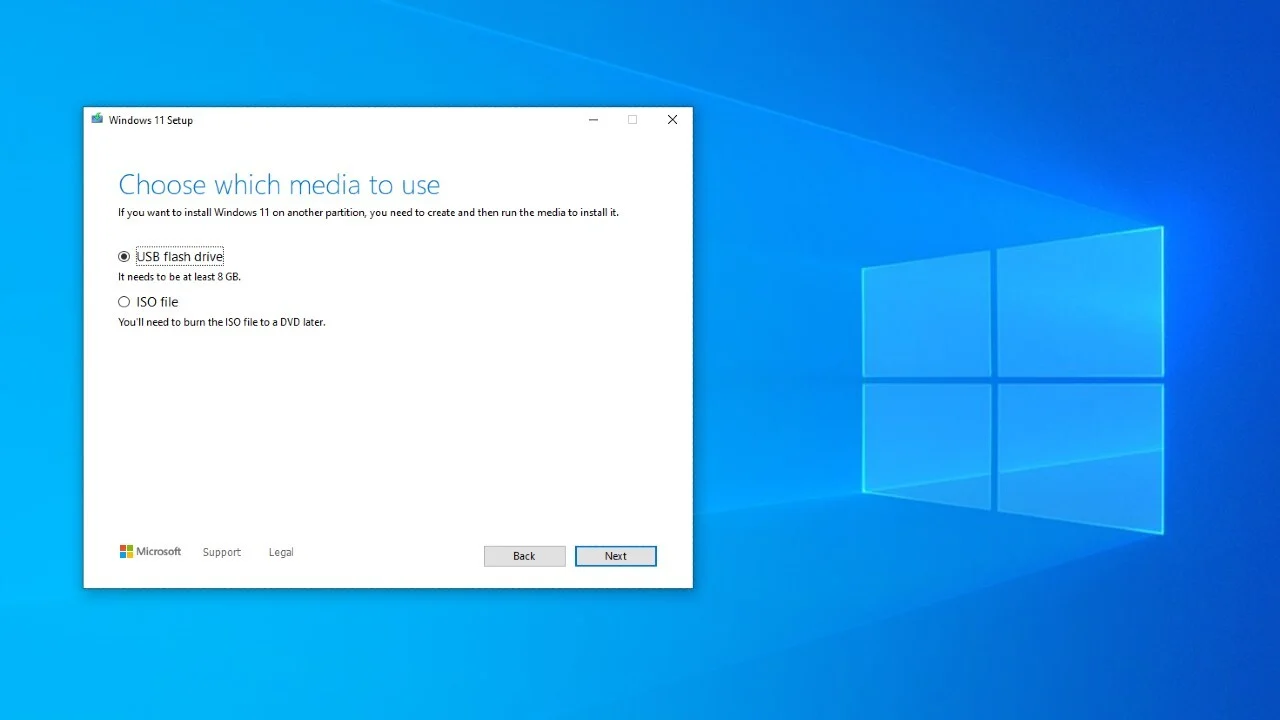 Windows 11 Setup
Choose which media to use
If you want to install Windows 11 on another partition, you need to create and then run the media to install it.
USB flash drive
It needs to be at least 8 GB.
ISO file
You'll need to burn the ISO file to a DVD later.
Microsoft Support Legal Back Next